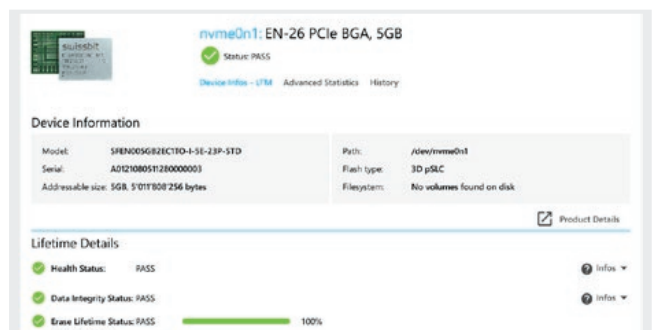 swissbit
nvme0n1: EN-26 PCIe BGA, 5GB
Status: PASS
Device Infos - LTM Advanced Statistics History
Device Information
Model: SFEN005GB2EC1TO-I-5E-23P-STD
Path: /dev/nvme0n1
Serial: A0121080511280000003
Flash type: 3D pSLC
Addressable size: 5GB, 5'011'808'256 bytes
Filesystem: No volumes found on disk
Product Details
Lifetime Details
Health Status: PASS
Infos
Data Integrity Status: PASS
Infos
Erase Lifetime Status: PASS 100%